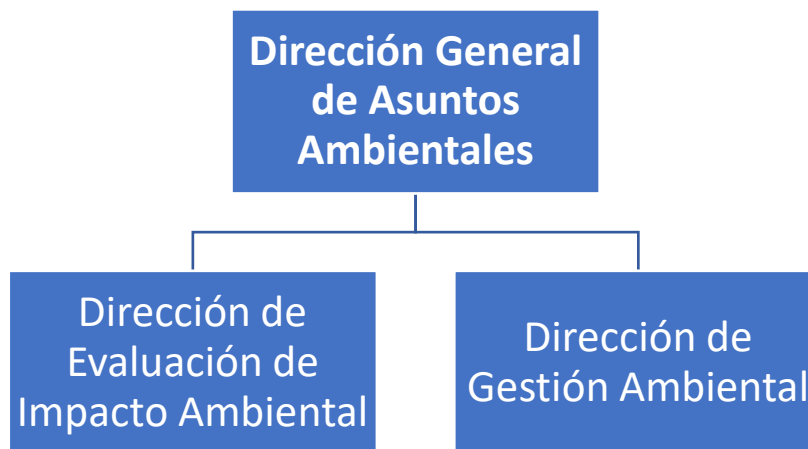 Dirección General
de Asuntos
Ambientales
Dirección de
Evaluación de
Impacto Ambiental
Dirección de
Gestión Ambiental